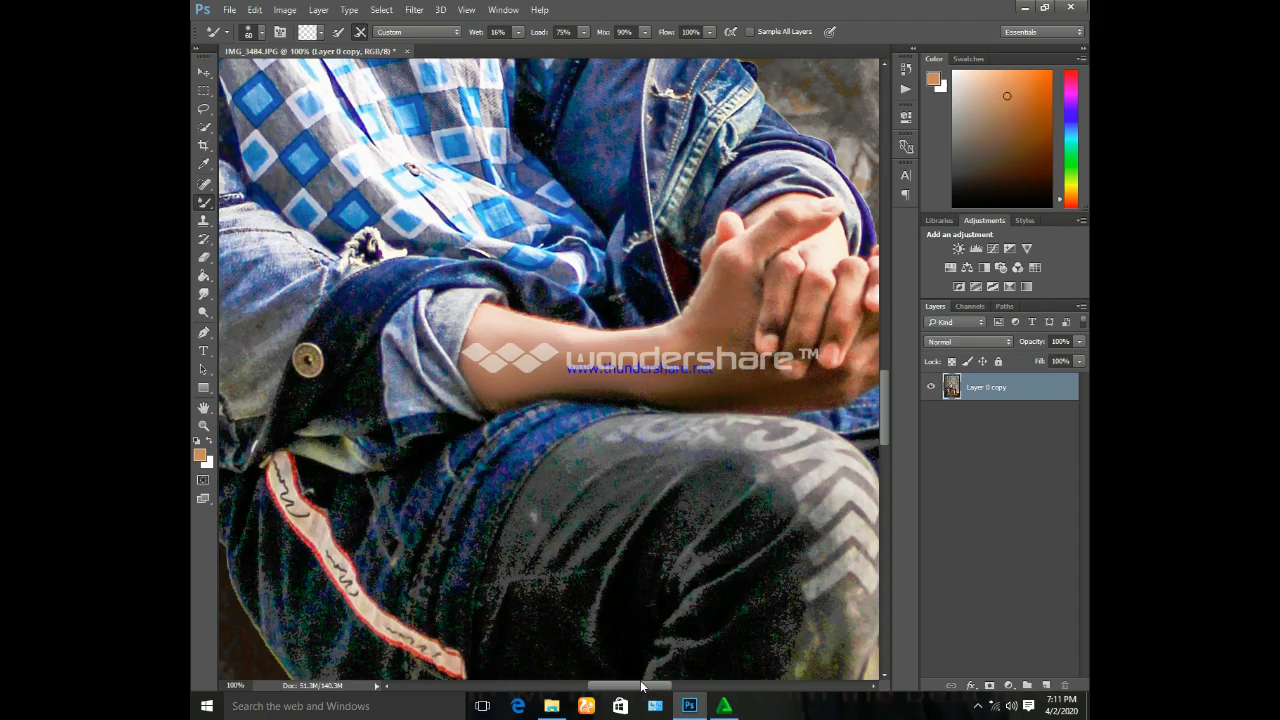 Ps File Edit Image Layer Type Select Filter 3D View Window Help
60 Custom Wet: 16% Load: 75% Mix: 90% Flow: 100% Sample All Layers Essentials
IMG_3484.JPG @ 100% (Layer 0 copy, RGB/8) * ×
Color Swatches
Libraries Adjustments Styles
Add an adjustment
Layers Channels Paths
Kind
Normal Opacity: 100%
Lock: Fill: 100%
Layer 0 copy
wondershare™
www.thundershare.net
100% Doc: 51.3M/140.3M
Search the web and Windows
7:11 PM
4/2/2020